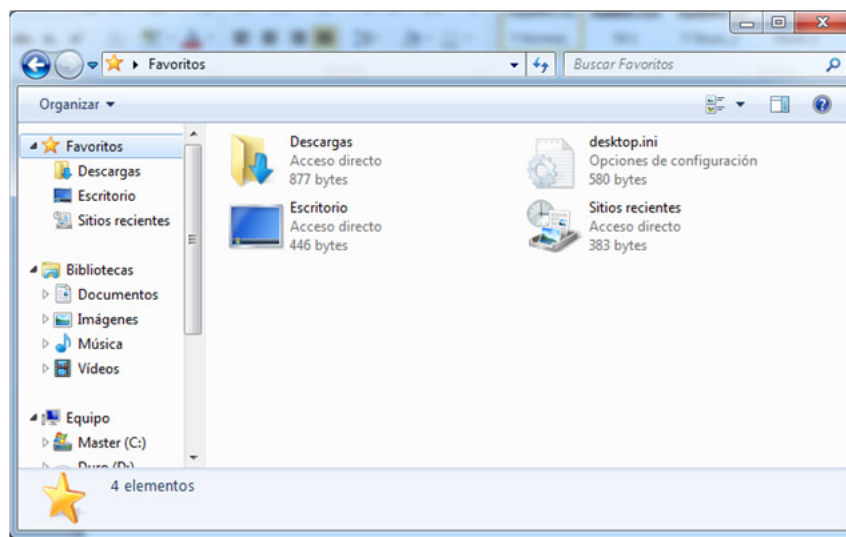 Favoritos
Buscar Favoritos
Organizar
Favoritos
Descargas
Escritorio
Sitios recientes
Bibliotecas
Documentos
Imágenes
Música
Vídeos
Equipo
Master (C:)
Descargas
Acceso directo
877 bytes
desktop.ini
Opciones de configuración
580 bytes
Escritorio
Acceso directo
446 bytes
Sitios recientes
Acceso directo
383 bytes
4 elementos